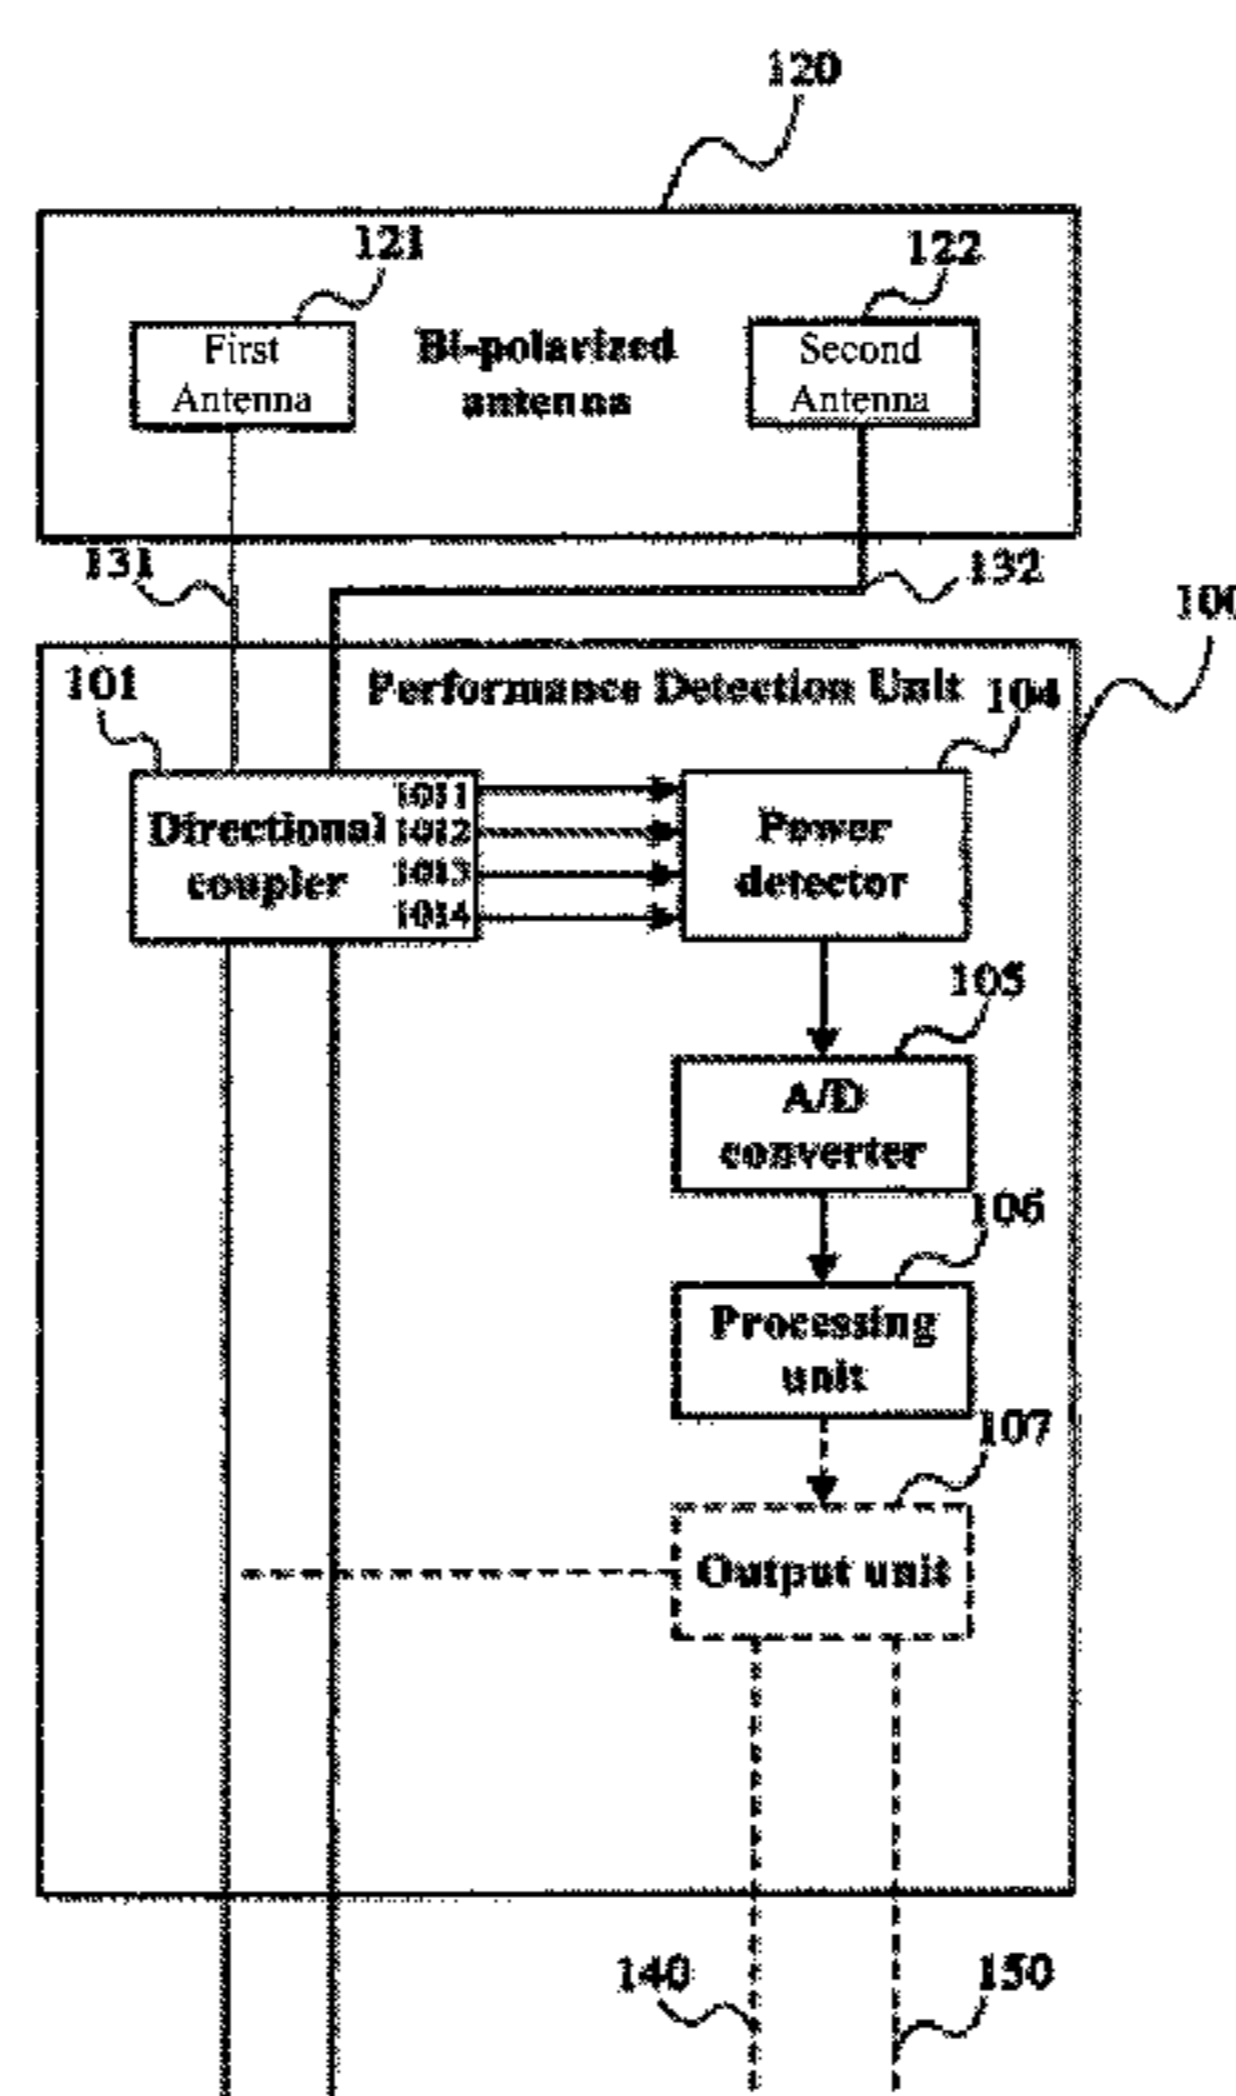 120
121
122
First
Antenna
Bi-polarized
antenna
Second
Antenna
131
132
100
101
Performance Detection Unit
104
Directional
coupler
1011
1012
1013
1014
Power
detector
105
A/D
converter
106
Processing
unit
107
Output unit
140
150